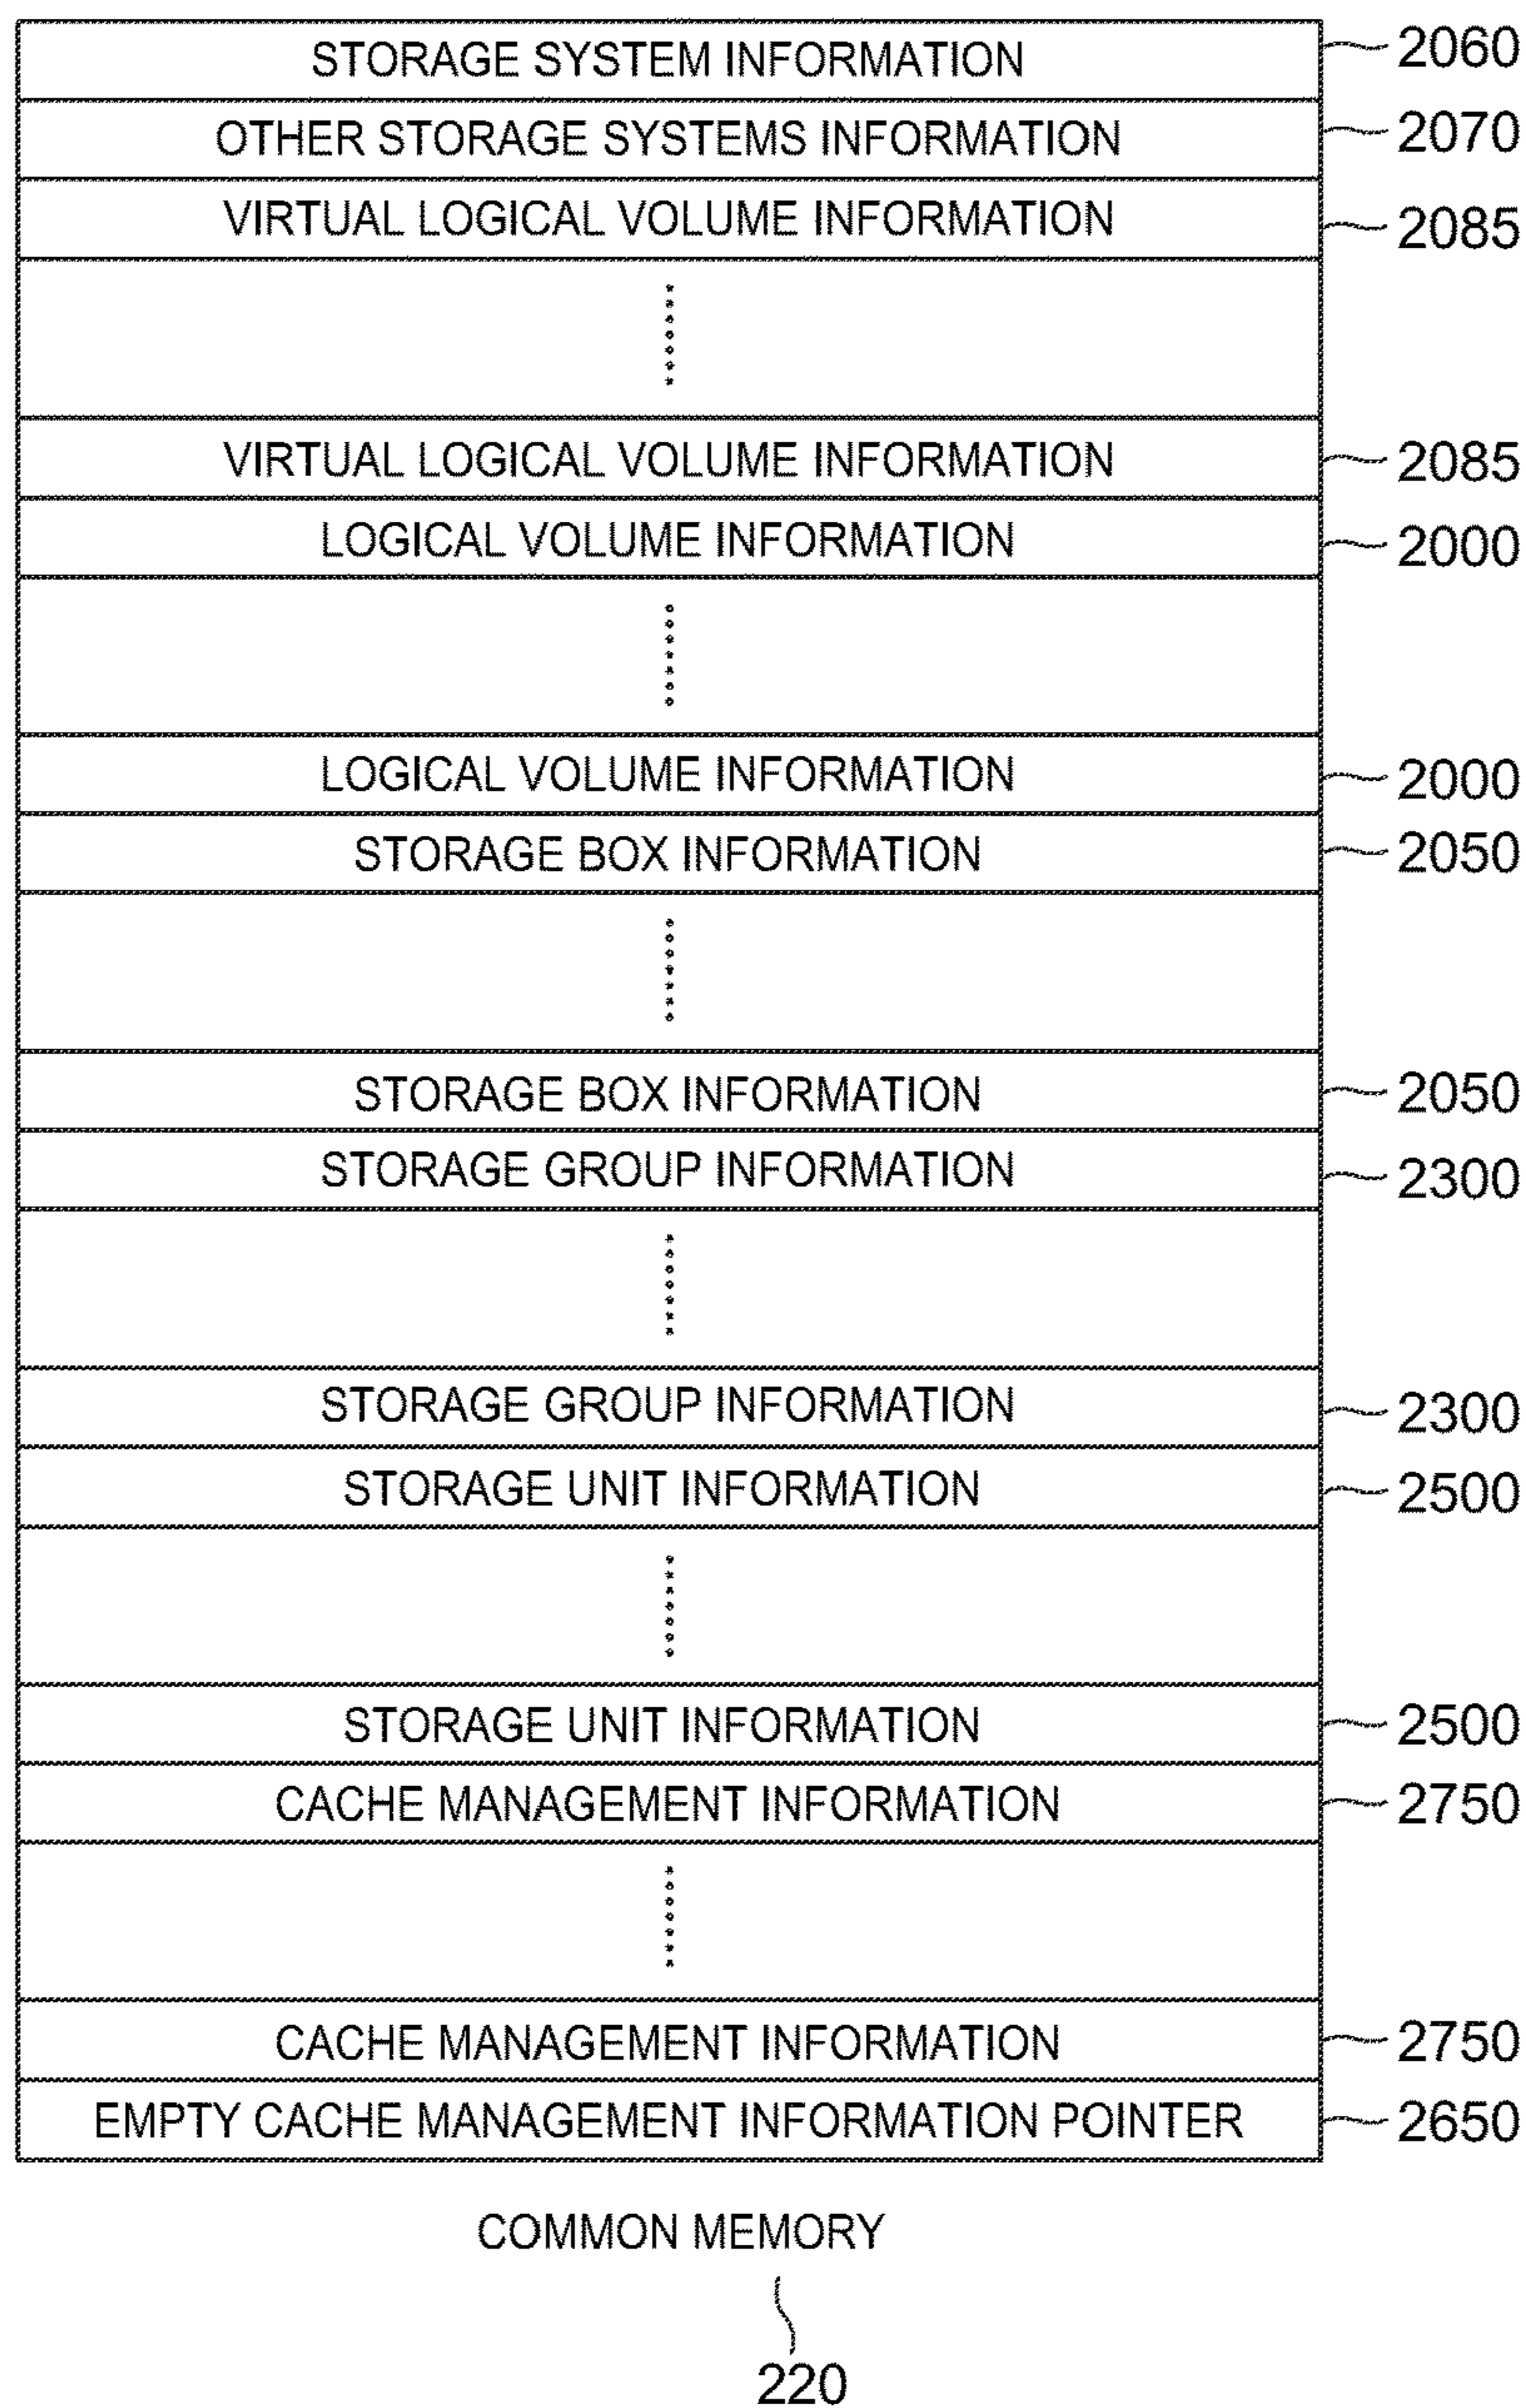 STORAGE SYSTEM INFORMATION 2060
OTHER STORAGE SYSTEMS INFORMATION 2070
VIRTUAL LOGICAL VOLUME INFORMATION 2085
VIRTUAL LOGICAL VOLUME INFORMATION 2085
LOGICAL VOLUME INFORMATION 2000
LOGICAL VOLUME INFORMATION 2000
STORAGE BOX INFORMATION 2050
STORAGE BOX INFORMATION 2050
STORAGE GROUP INFORMATION 2300
STORAGE GROUP INFORMATION 2300
STORAGE UNIT INFORMATION 2500
STORAGE UNIT INFORMATION 2500
CACHE MANAGEMENT INFORMATION 2750
CACHE MANAGEMENT INFORMATION 2750
EMPTY CACHE MANAGEMENT INFORMATION POINTER 2650
COMMON MEMORY
220